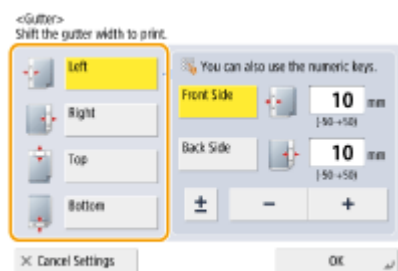 <Gutter>
Shift the gutter width to print.
Left
Right
Top
Bottom
You can also use the numeric keys.
Front Side
10 mm
(-50~+50)
Back Side
10 mm
(-50~+50)
±
−
+
× Cancel Settings
OK